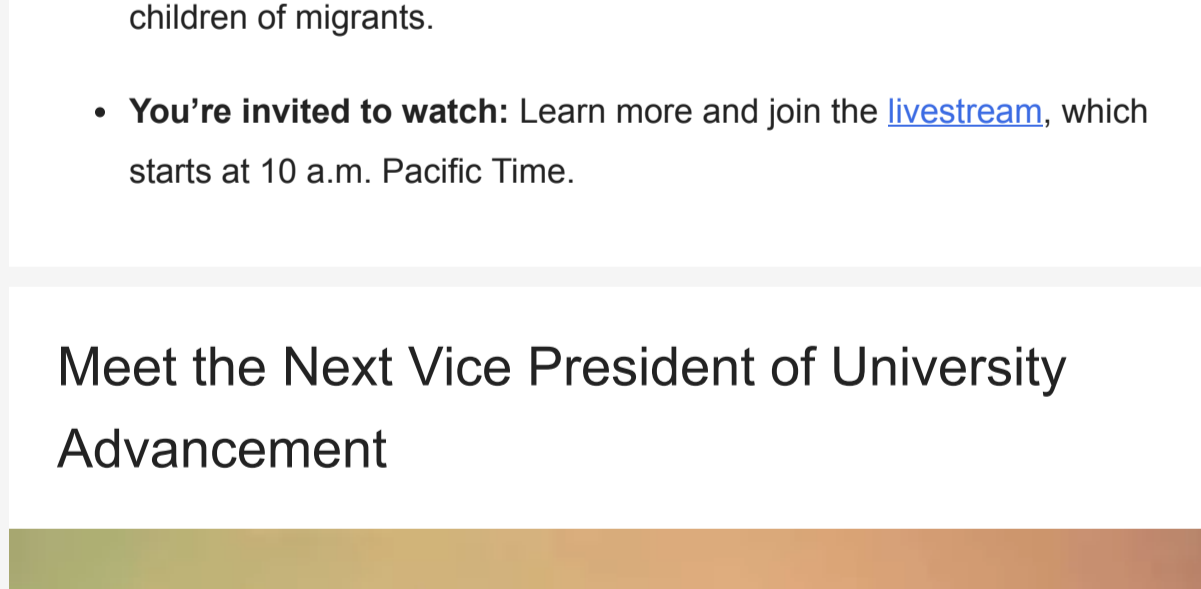 children of migrants.
• You’re invited to watch: Learn more and join the livestream, which
starts at 10 a.m. Pacific Time.
Meet the Next Vice President of University
Advancement